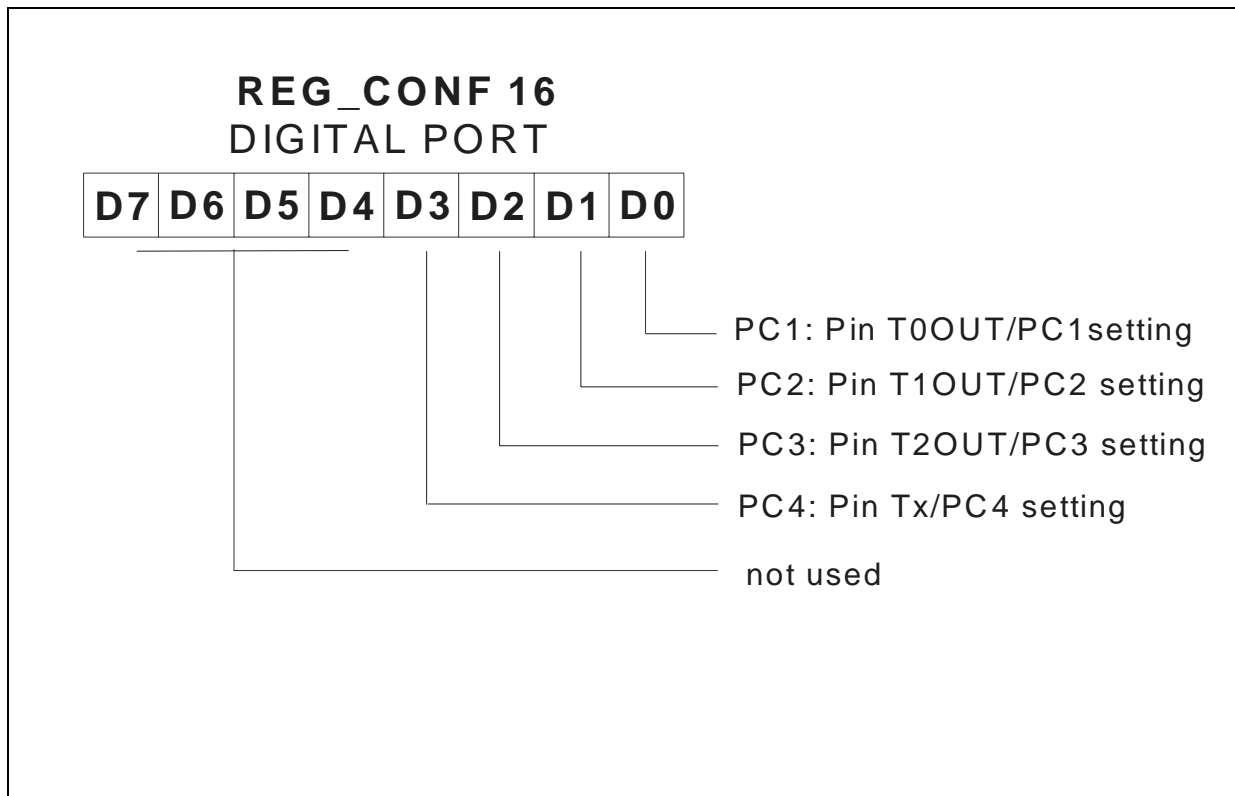 REG_CONF 16
DIGITAL PORT
D7 D6 D5 D4 D3 D2 D1 D0
PC1: Pin T0OUT/PC1setting
PC2: Pin T1OUT/PC2 setting
PC3: Pin T2OUT/PC3 setting
PC4: Pin Tx/PC4 setting
not used